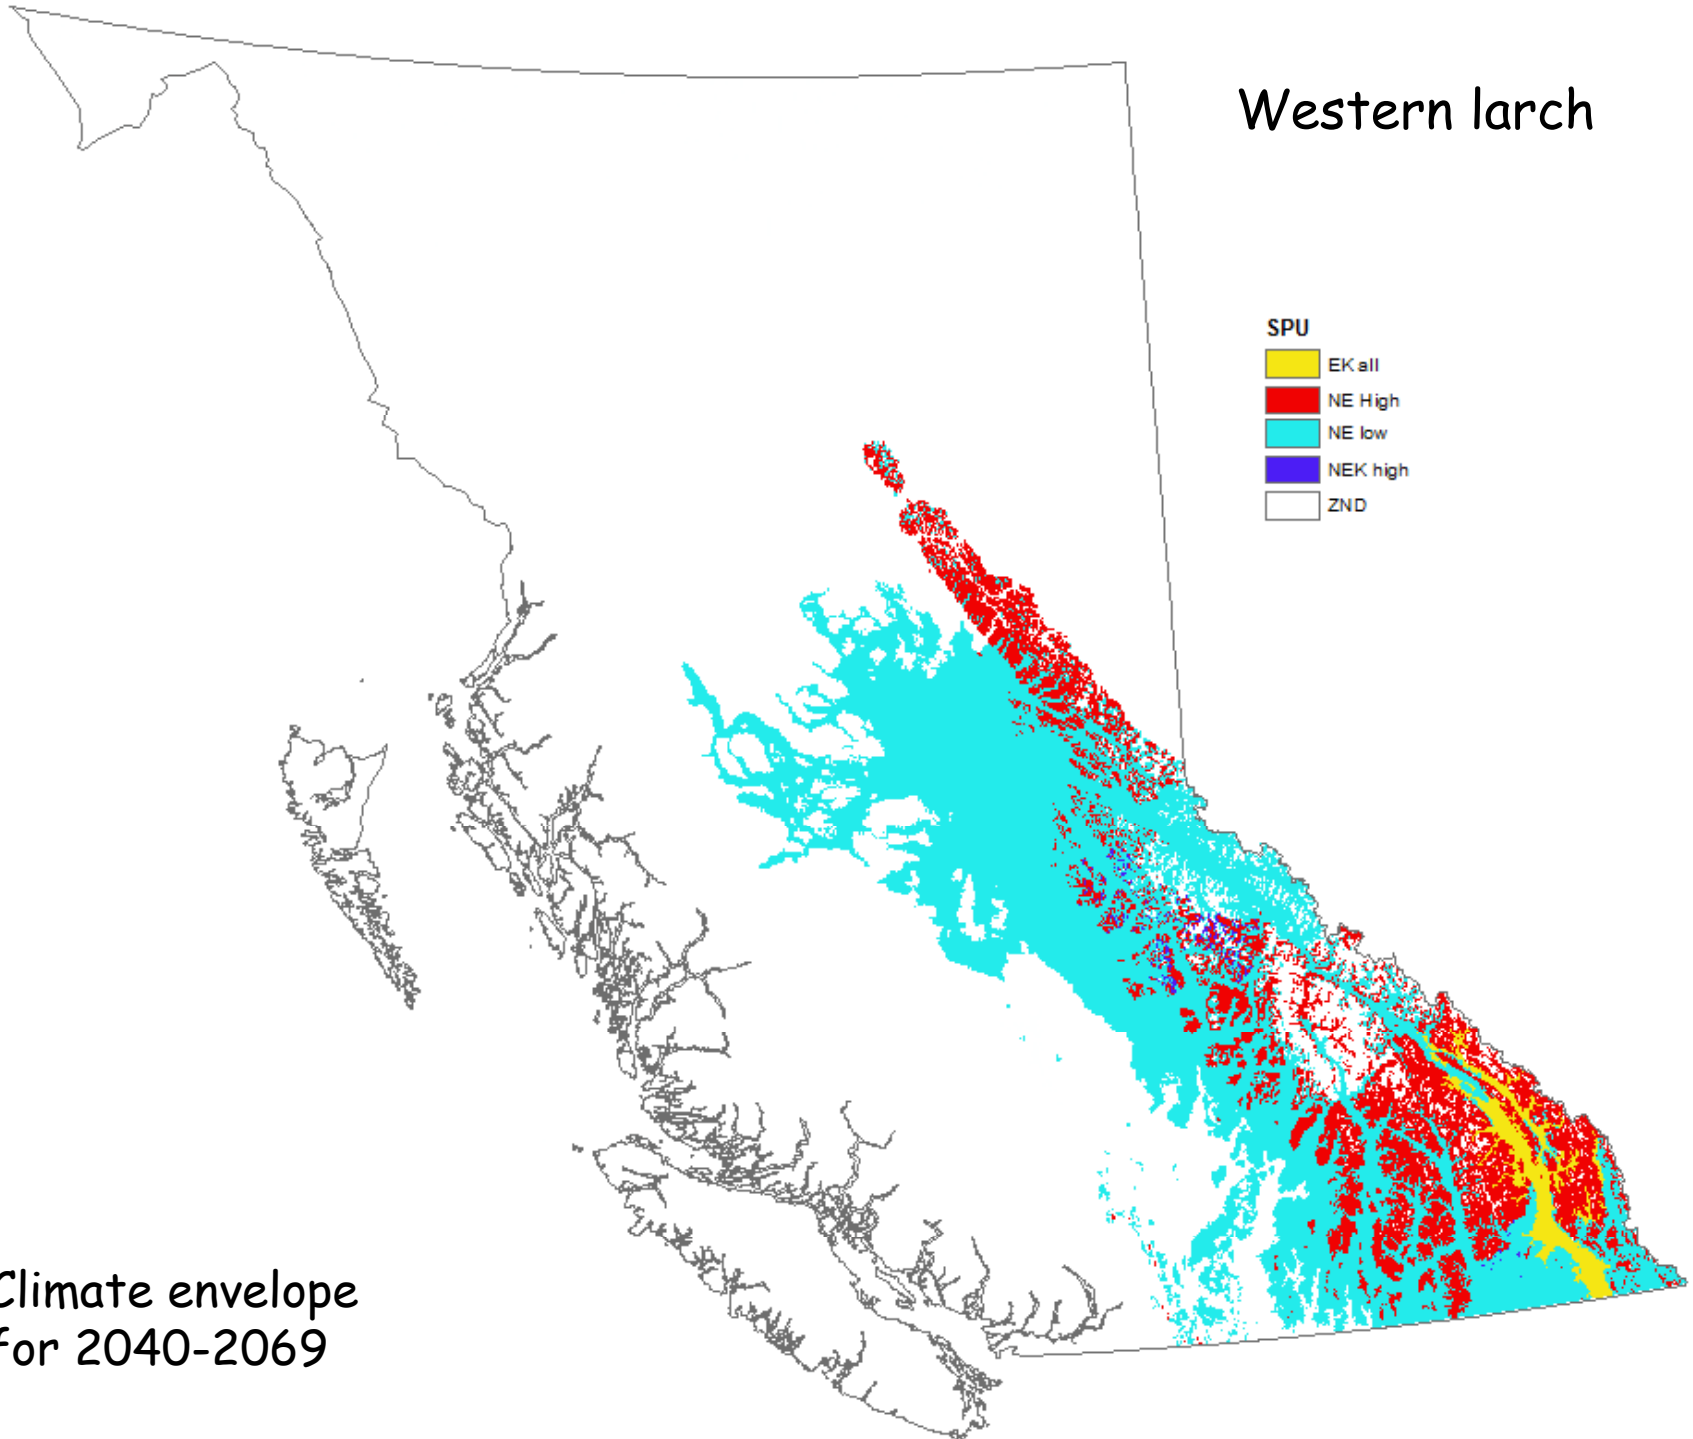 Western larch
SPU
EK all
NE High
NE low
NEK high
ZND
Climate envelope
for 2040-2069